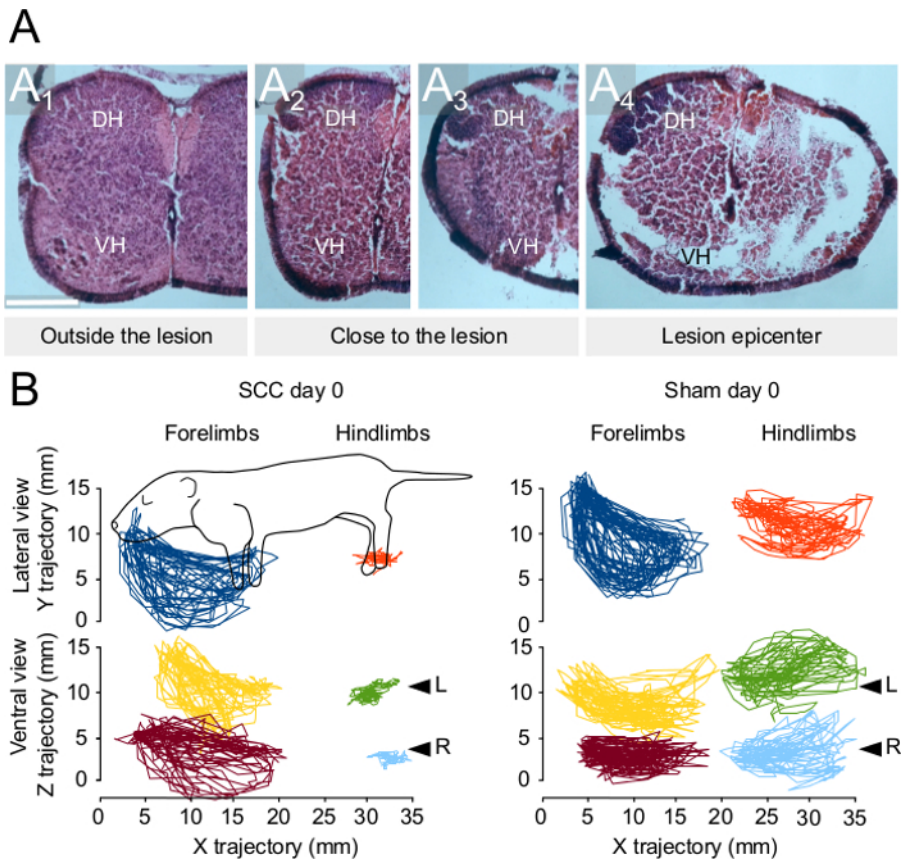 A
A1 A2 A3 A4
DH DH DH DH
VH VH VH VH
Outside the lesion Close to the lesion Lesion epicenter
B
SCC day 0 Sham day 0
Forelimbs Hindlimbs Forelimbs Hindlimbs
Lateral view
Y trajectory (mm)
15 15
10 10
5 5
0 0
Ventral view
Z trajectory (mm)
15 15
10 L 10 L
5 R 5 R
0 0
0 5 10 15 20 25 30 35 0 5 10 15 20 25 30 35
X trajectory (mm) X trajectory (mm)